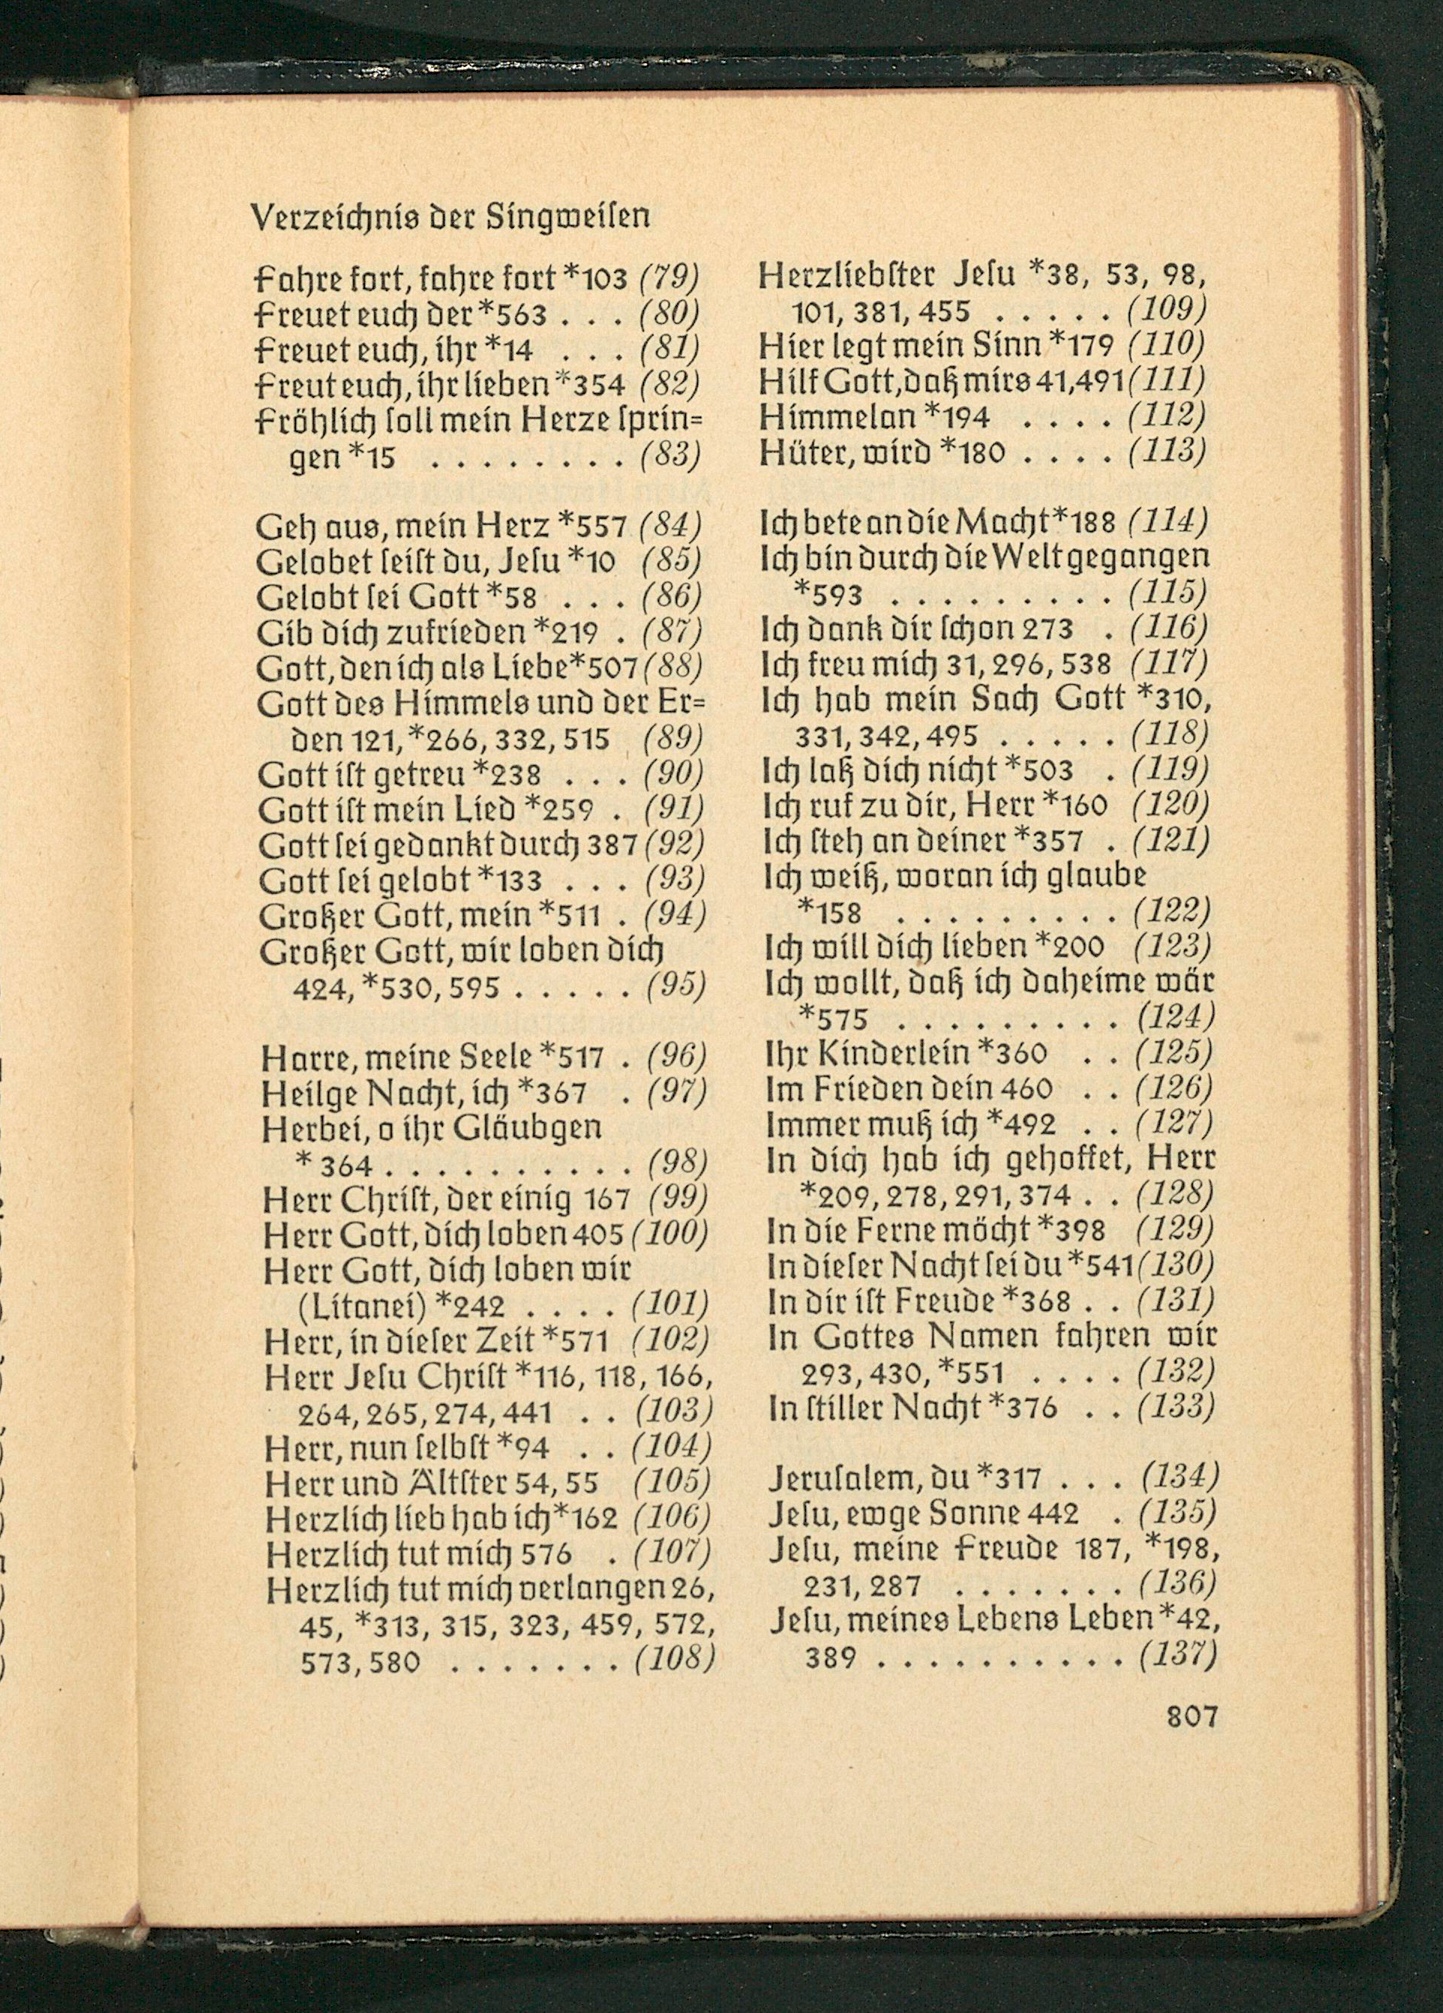 Verzeichnis der Singweisen
Fahre fort, fahre fort *103 (79)
Freuet euch der *563 . . . (80)
Freuet euch, ihr *14 . . . (81)
Freut euch, ihr lieben *354 (82)
Fröhlich soll mein Herze sprin=
gen *15 . . . . . . . . (83)
Geh aus, mein Herz *557 (84)
Gelobet seist du, Jesu *10 (85)
Gelobt sei Gott *58 . . . (86)
Gib dich zufrieden *219 . (87)
Gott, den ich als Liebe *507 (88)
Gott des Himmels und der Er=
den 121, *266, 332, 515 (89)
Gott ist getreu *238 . . . (90)
Gott ist mein Lied *259 . (91)
Gott sei gedankt durch 387 (92)
Gott sei gelobt *133 . . . (93)
Großer Gott, mein *511 . (94)
Großer Gott, wir loben dich
424, *530, 595 . . . . . (95)
Harre, meine Seele *517 . (96)
Heilge Nacht, ich *367 . (97)
Herbei, o ihr Gläubgen
* 364 . . . . . . . . . . (98)
Herr Christ, der einig 167 (99)
Herr Gott, dich loben 405 (100)
Herr Gott, dich loben wir
(Litanei) *242 . . . . (101)
Herr, in dieser Zeit *571 (102)
Herr Jesu Christ *116, 118, 166,
264, 265, 274, 441 . . (103)
Herr, nun selbst *94 . . (104)
Herr und Ältster 54, 55 (105)
Herzlich lieb hab ich *162 (106)
Herzlich tut mich 576 . (107)
Herzlich tut mich verlangen 26,
45, *313, 315, 323, 459, 572,
573, 580 . . . . . . . (108)
Herzliebster Jesu *38, 53, 98,
101, 381, 455 . . . . . (109)
Hier legt mein Sinn *179 (110)
Hilf Gott, daß mirs 41, 491 (111)
Himmelan *194 . . . . (112)
Hüter, wird *180 . . . . (113)
Ich bete an die Macht *188 (114)
Ich bin durch die Welt gegangen
*593 . . . . . . . . . (115)
Ich dank dir schon 273 . (116)
Ich freu mich 31, 296, 538 (117)
Ich hab mein Sach Gott *310,
331, 342, 495 . . . . . (118)
Ich laß dich nicht *503 . (119)
Ich ruf zu dir, Herr *160 (120)
Ich steh an deiner *357 . (121)
Ich weiß, woran ich glaube
*158 . . . . . . . . . (122)
Ich will dich lieben *200 (123)
Ich wollt, daß ich daheime wär
*575 . . . . . . . . . (124)
Ihr Kinderlein *360 . . (125)
Im Frieden dein 460 . . (126)
Immer muß ich *492 . . (127)
In dich hab ich gehoffet, Herr
*209, 278, 291, 374 . . (128)
In die Ferne möcht *398 (129)
In dieser Nacht sei du *541 (130)
In dir ist Freude *368 . . (131)
In Gottes Namen fahren wir
293, 430, *551 . . . . (132)
In stiller Nacht *376 . . (133)
Jerusalem, du *317 . . . (134)
Jesu, ewge Sonne 442 . (135)
Jesu, meine Freude 187, *198,
231, 287 . . . . . . . (136)
Jesu, meines Lebens Leben *42,
389 . . . . . . . . . . (137)
807